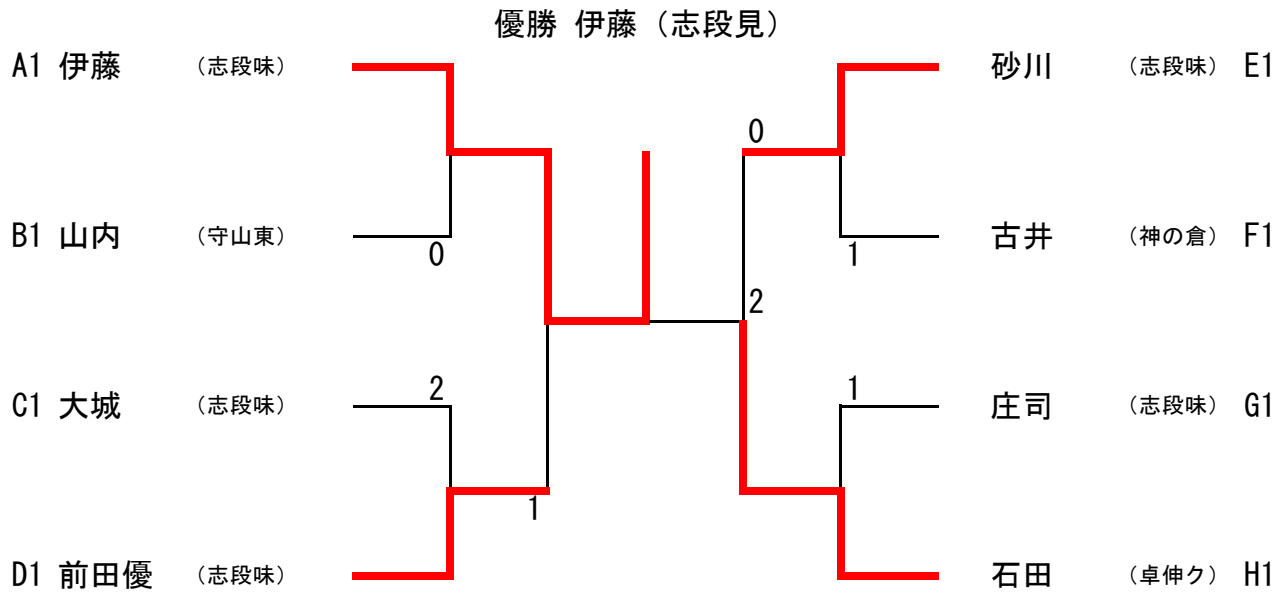 優勝 伊藤（志段見）
A1 伊藤 （志段味） 砂川 （志段味） E1
0
B1 山内 （守山東） 0 古井 （神の倉） F1
1
2
C1 大城 （志段味） 2 1 庄司 （志段味） G1
1
D1 前田優 （志段味） 石田 （卓伸ク） H1